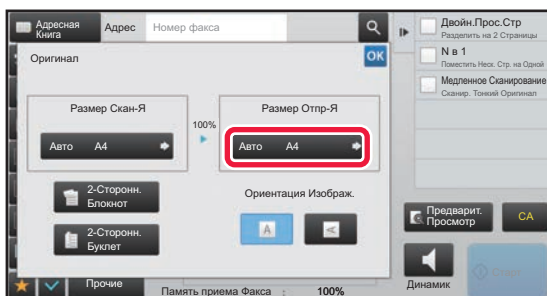 Адресная
Книга
Адрес
Номер факса
Двойн.Прос.Стр
Разделить на 2 Страницы
N в 1
Поместить Неск. Стр. на Одной
Медленное Сканирование
Сканир. Тонкий Оригинал
Оригинал
OK
Размер Скан-Я
100%
Размер Отпр-Я
Авто A4
Авто A4
2-Сторонн.
Блокнот
Ориентация Изображ.
2-Сторонн.
Буклет
A
A
Предварит.
Просмотр
CA
Прочие
Память приема Факса : 100%
Динамик
Старт